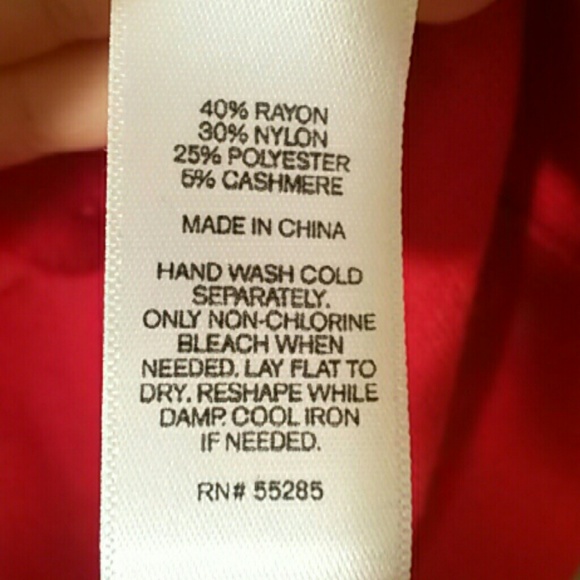 40% RAYON
30% NYLON
25% POLYESTER
5% CASHMERE
MADE IN CHINA
HAND WASH COLD
SEPARATELY.
ONLY NON-CHLORINE
BLEACH WHEN
NEEDED. LAY FLAT TO
DRY. RESHAPE WHILE
DAMP. COOL IRON
IF NEEDED.
RN# 55285